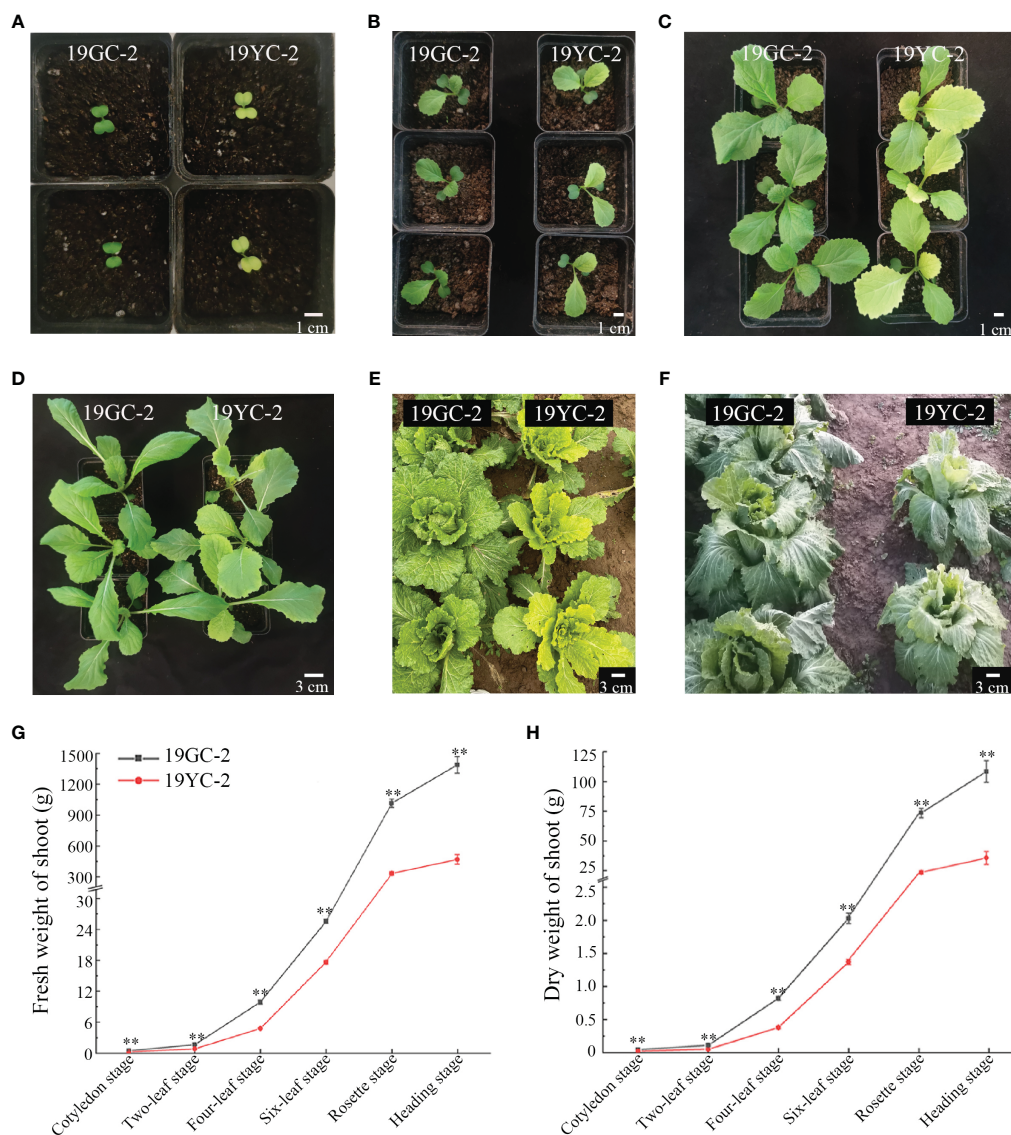 A
19GC-2 19YC-2
1 cm
B
19GC-2 19YC-2
1 cm
C
19GC-2 19YC-2
1 cm
D
19GC-2 19YC-2
3 cm
E
19GC-2 19YC-2
3 cm
F
19GC-2 19YC-2
3 cm
G
19GC-2
19YC-2
Fresh weight of shoot (g)
1500
1200
900
600
300
30
24
18
12
6
0
** ** ** ** ** **
Cotyledon stage
Two-leaf stage
Four-leaf stage
Six-leaf stage
Rosette stage
Heading stage
H
Dry weight of shoot (g)
125
100
75
50
25
2.5
2.0
1.5
1.0
0.5
0
** ** ** ** ** **
Cotyledon stage
Two-leaf stage
Four-leaf stage
Six-leaf stage
Rosette stage
Heading stage